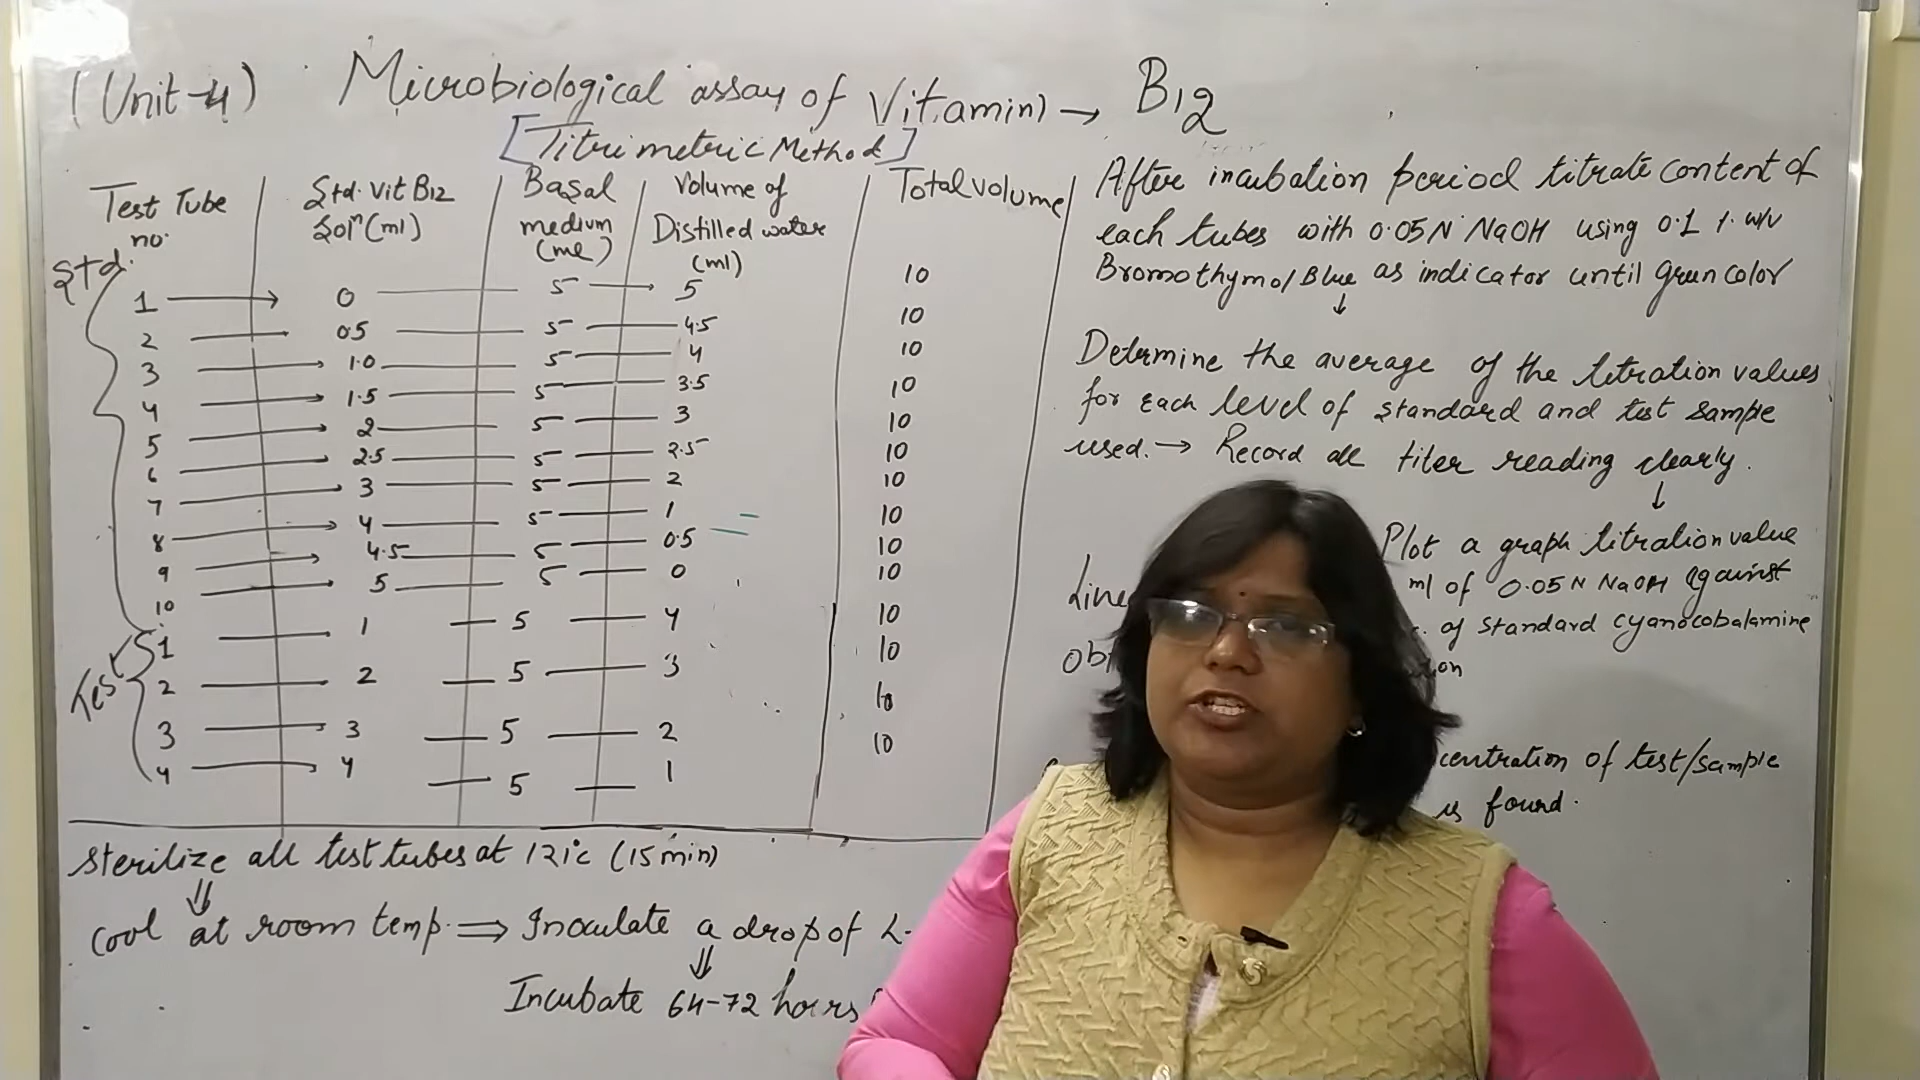 (Unit-4) Microbiological assay of Vitamin → B12
[Titrimetric Method]
Test Tube no. | Std. Vit B12 Solⁿ (ml) | Basal medium (ml) | Volume of Distilled water (ml) | Total volume
Std.
1 → 0 5 → 5 10
2 0.5 5 4.5 10
3 → 1.0 5 4 10
4 → 1.5 5 3.5 10
5 → 2 5 3 10
6 → 2.5 5 2.5 10
7 → 3 5 2 10
8 → 4 5 1 10
9 → 4.5 5 0.5 10
10 → 5 5 0 10
Test
1 1 5 4 10
2 2 5 3 10
3 3 5 2 10
4 4 5 1 10
Sterilize all test tubes at 121°c (15 min)
⇓
Cool at room temp. ⇒ Inoculate a drop of L.
⇓
Incubate 64-72 hours
After incubation period titrate content of
each tubes with 0.05 N NaOH using 0.1 % w/v
Bromothymol Blue as indicator until green color
↓
Determine the average of the titration values
for each level of standard and test sample
used. → Record all titer reading clearly.
↓
Plot a graph titration value
ml of 0.05 N NaOH against
of standard cyanocobalamine
Line
is found.
centration of test/sample